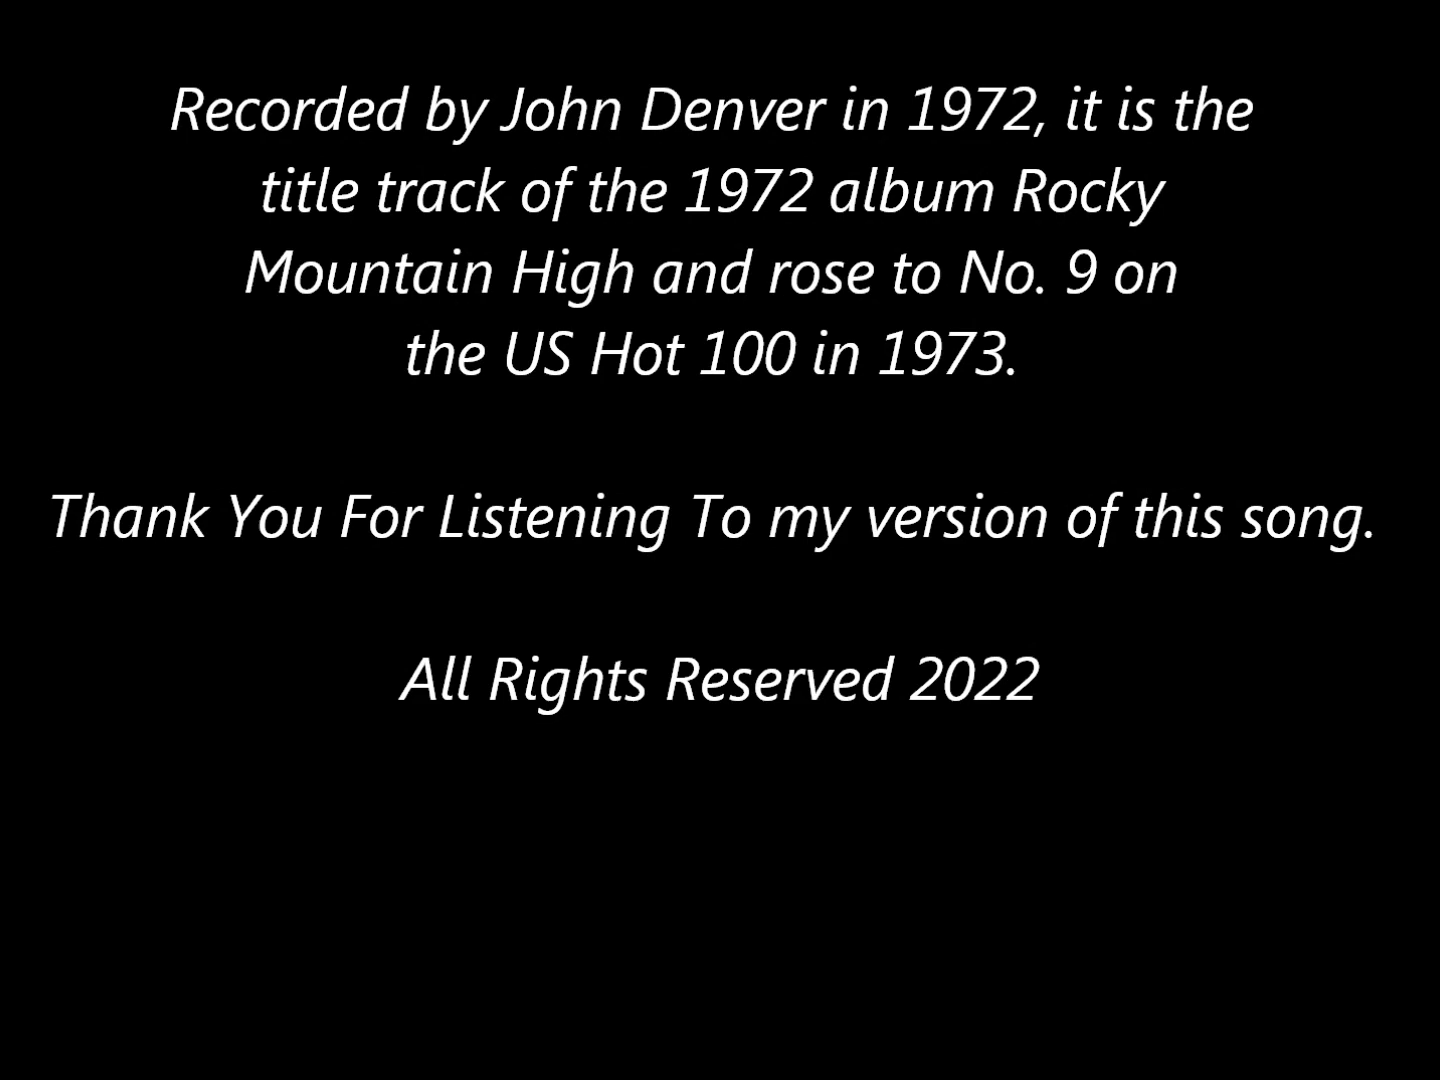 Recorded by John Denver in 1972, it is the
title track of the 1972 album Rocky
Mountain High and rose to No. 9 on
the US Hot 100 in 1973.
Thank You For Listening To my version of this song.
All Rights Reserved 2022